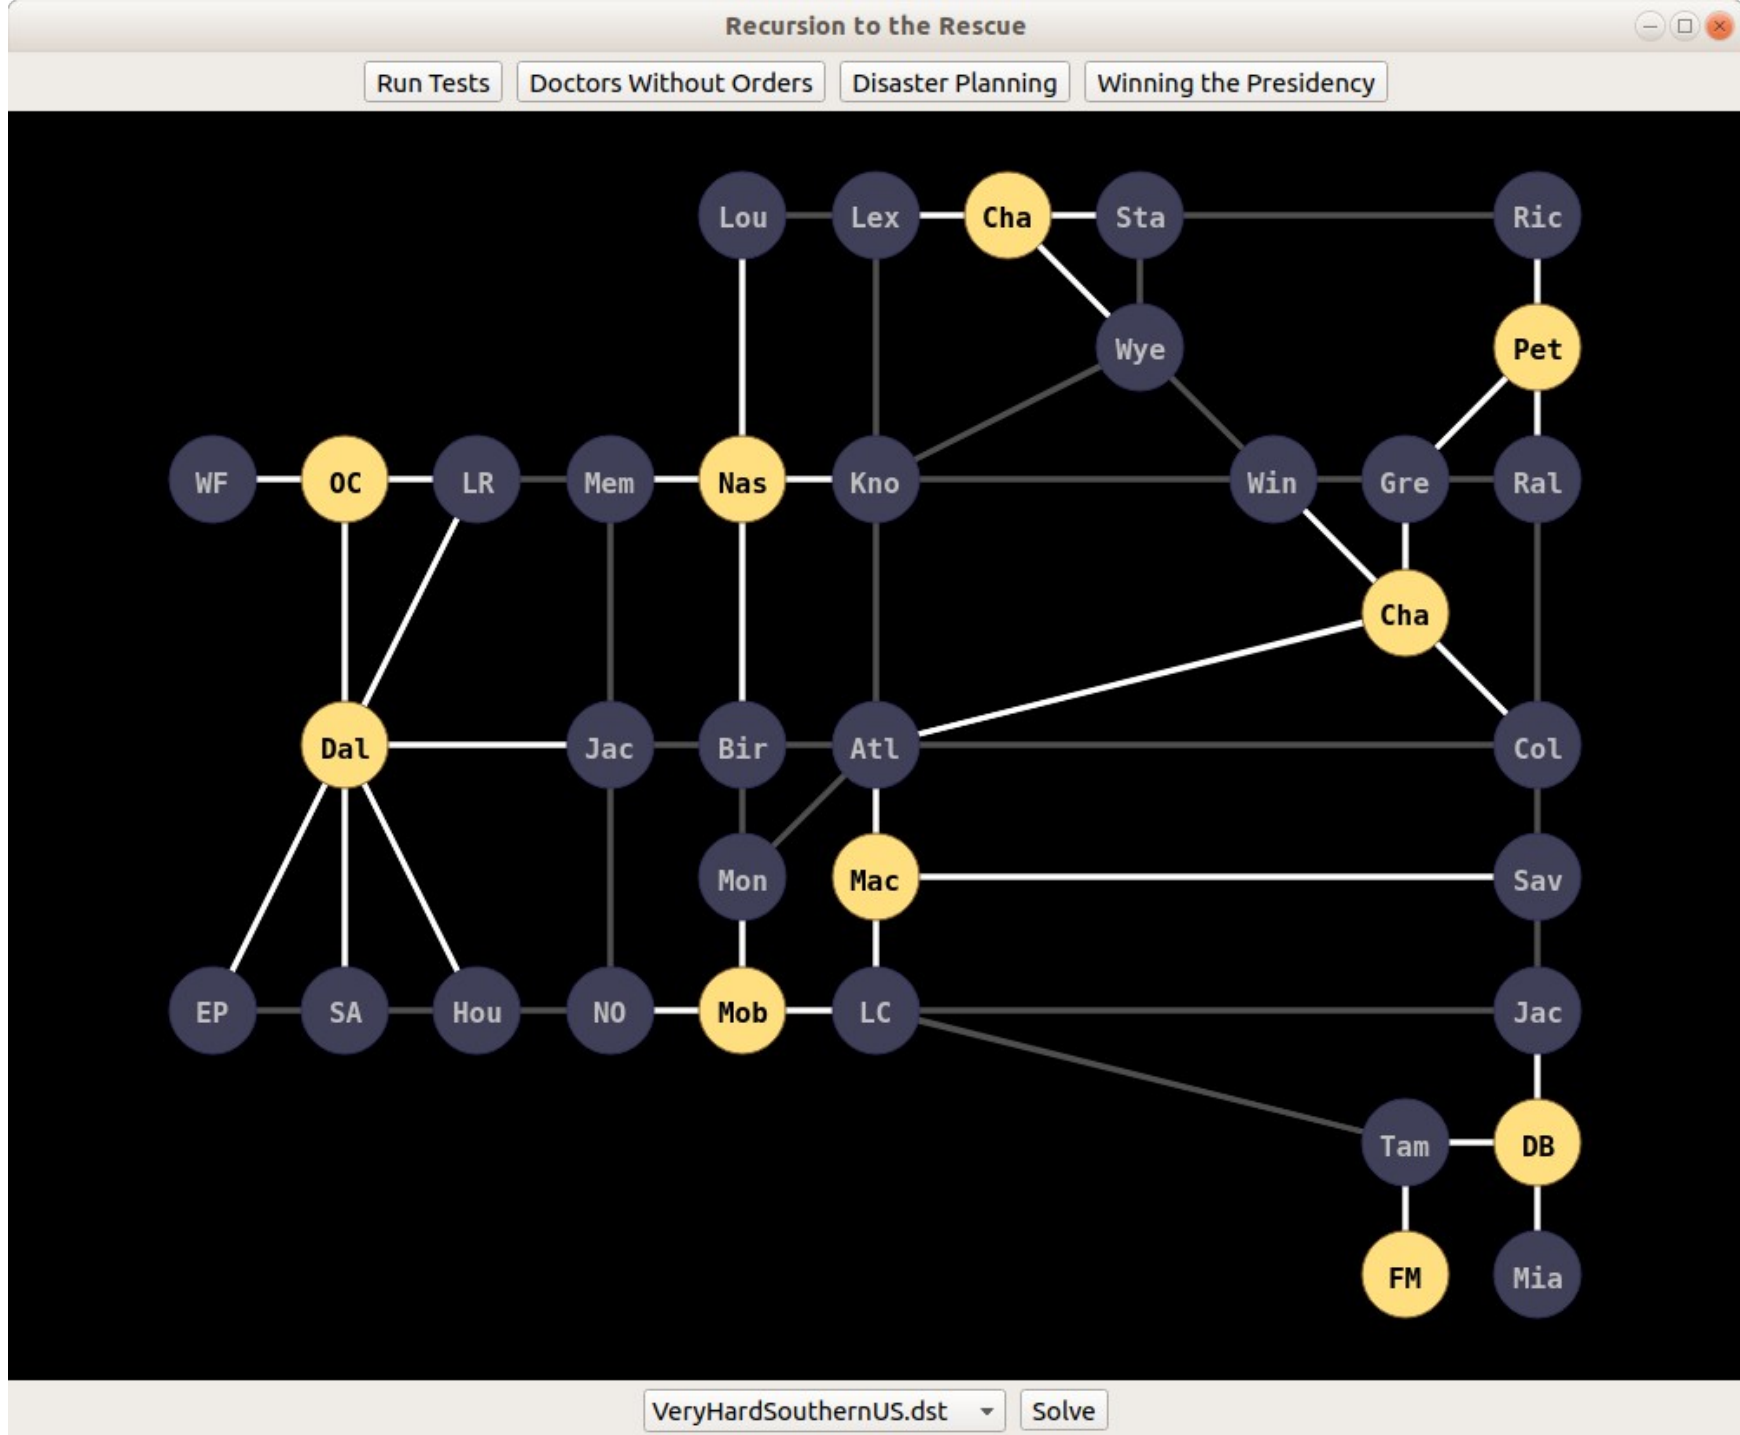 Recursion to the Rescue
Run Tests Doctors Without Orders Disaster Planning Winning the Presidency
Lou Lex Cha Sta Ric
Wye Pet
WF OC LR Mem Nas Kno Win Gre Ral
Cha
Dal Jac Bir Atl Col
Mon Mac Sav
EP SA Hou NO Mob LC Jac
Tam DB
FM Mia
VeryHardSouthernUS.dst Solve